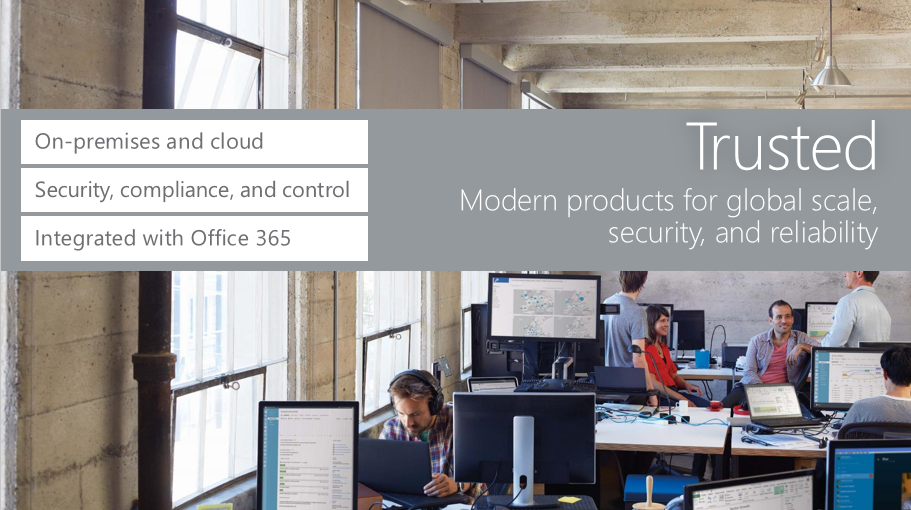 On-premises and cloud
Security, compliance, and control
Integrated with Office 365
Trusted
Modern products for global scale,
security, and reliability